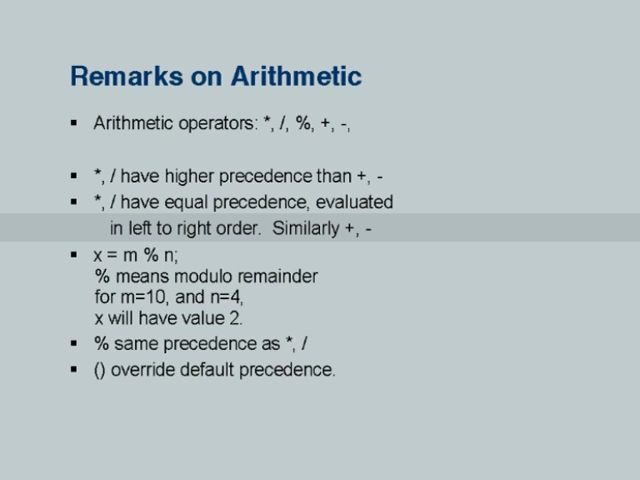 Remarks on Arithmetic
▪ Arithmetic operators: *, /, %, +, -,
▪ *, / have higher precedence than +, -
▪ *, / have equal precedence, evaluated
in left to right order.  Similarly +, -
▪ x = m % n;
% means modulo remainder
for m=10, and n=4,
x will have value 2.
▪ % same precedence as *, /
▪ () override default precedence.